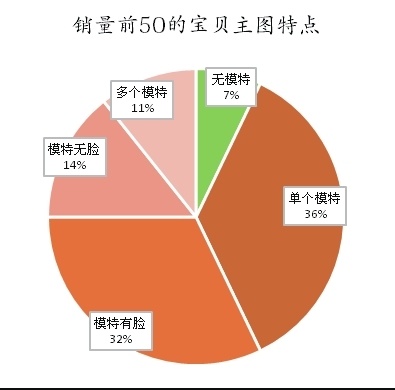 销量前50的宝贝主图特点
无模特
7%
多个模特
11%
模特无脸
14%
单个模特
36%
模特有脸
32%